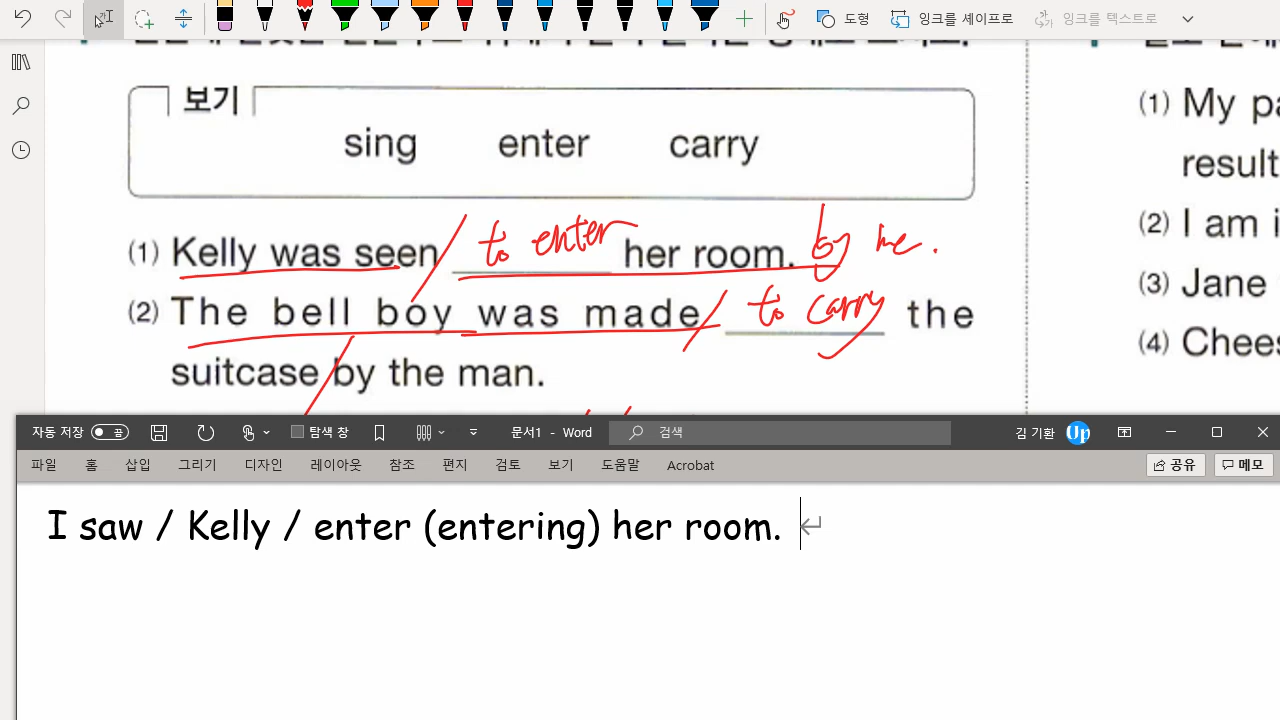 도형
잉크를 셰이프로
잉크를 텍스트로
보기
sing enter carry
(1) Kelly was seen to enter her room. by me.
(2) The bell boy was made to carry the
suitcase by the man.
(1) My pa
result
(2) I am i
(3) Jane
(4) Chees
자동 저장 끔 탐색 창 문서1 - Word 검색 김 기환 Up
파일 홈 삽입 그리기 디자인 레이아웃 참조 편지 검토 보기 도움말 Acrobat 공유 메모
I saw / Kelly / enter (entering) her room.